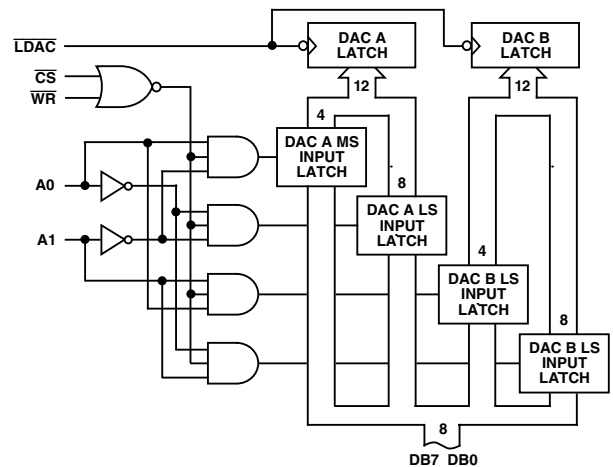 LDAC
DAC A
LATCH
DAC B
LATCH
CS
WR
12
12
4
DAC A MS
INPUT
LATCH
A0
8
DAC A LS
INPUT
LATCH
A1
4
DAC B LS
INPUT
LATCH
8
DAC B LS
INPUT
LATCH
8
DB7 DB0